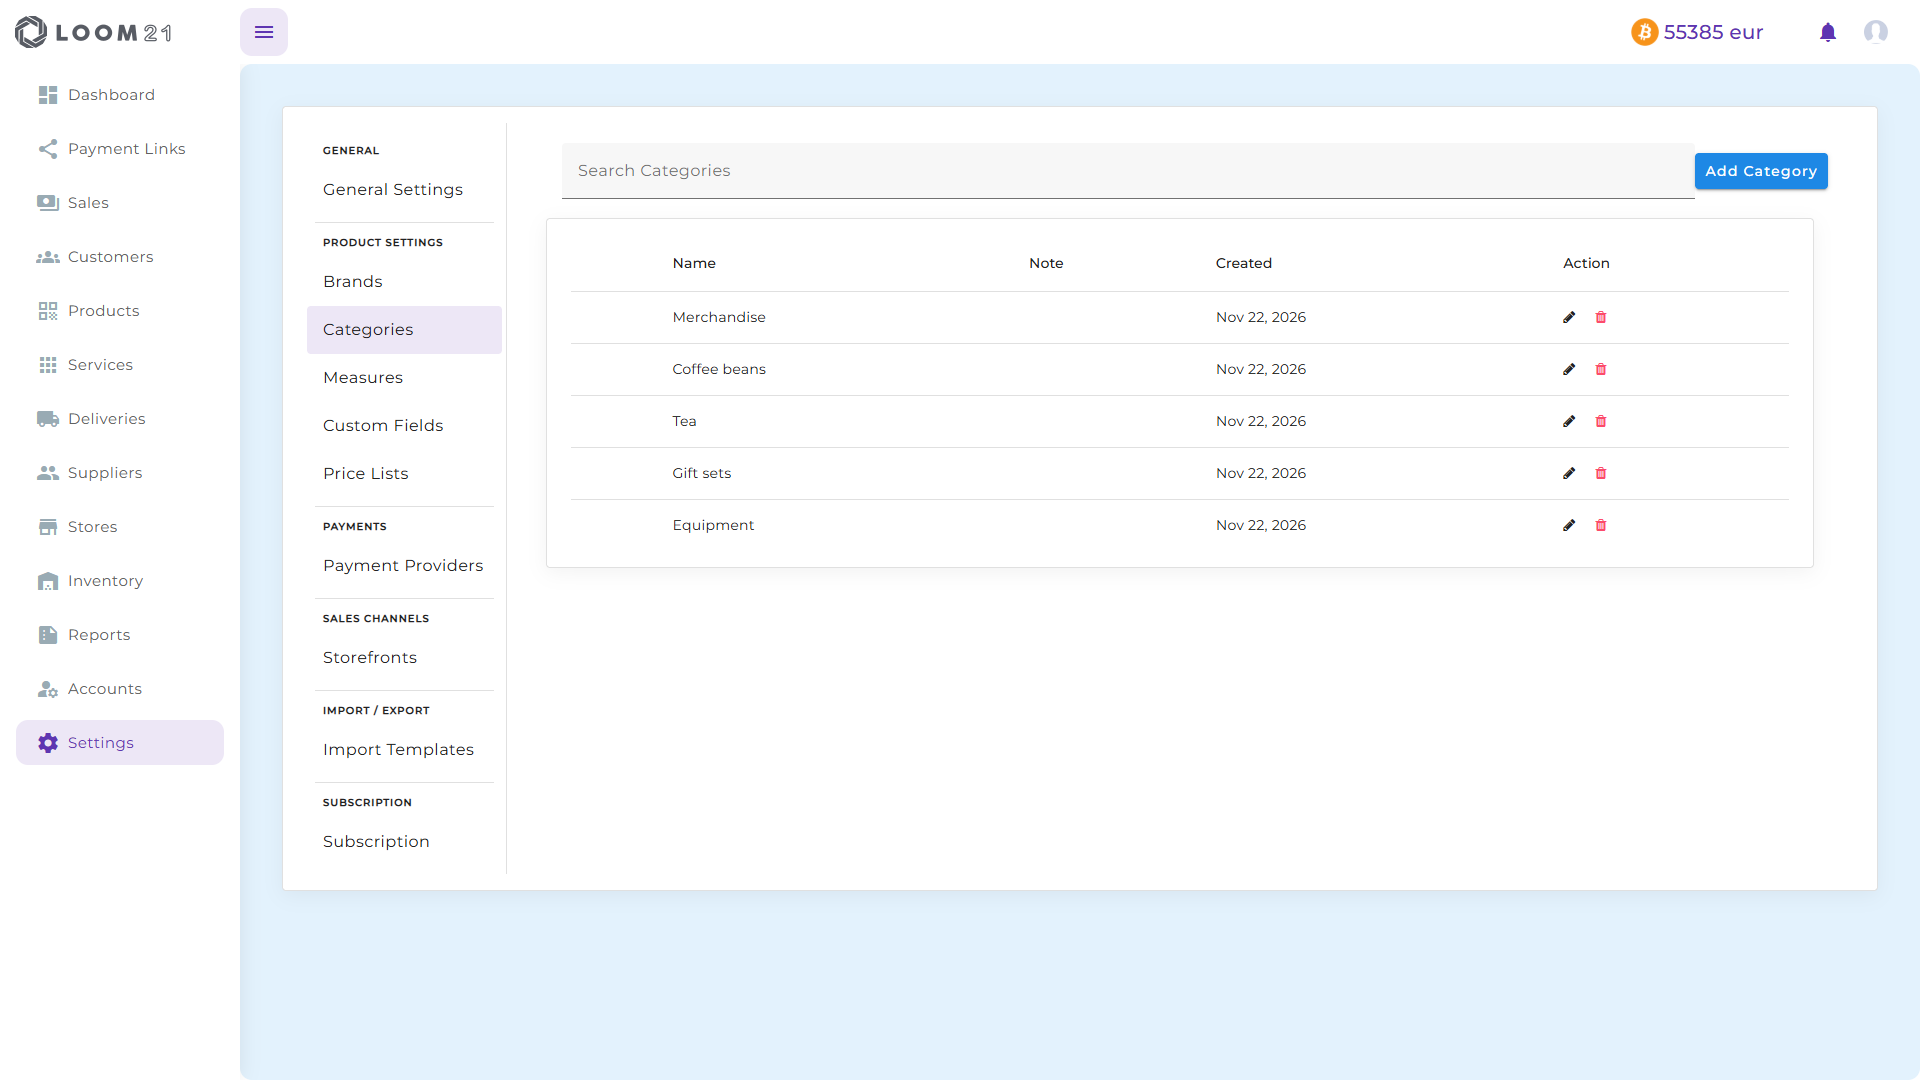 LOOM21
55385 eur
Dashboard
Payment Links
Sales
Customers
Products
Services
Deliveries
Suppliers
Stores
Inventory
Reports
Accounts
Settings
GENERAL
General Settings
PRODUCT SETTINGS
Brands
Categories
Measures
Custom Fields
Price Lists
PAYMENTS
Payment Providers
SALES CHANNELS
Storefronts
IMPORT / EXPORT
Import Templates
SUBSCRIPTION
Subscription
Search Categories
Add Category
Name Note Created Action
Merchandise Nov 22, 2026
Coffee beans Nov 22, 2026
Tea Nov 22, 2026
Gift sets Nov 22, 2026
Equipment Nov 22, 2026